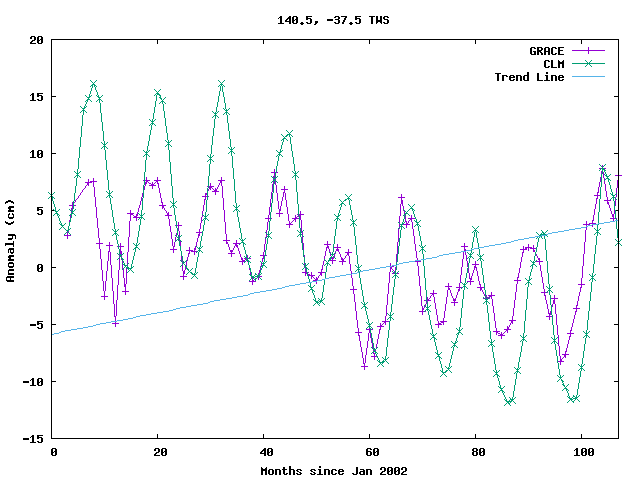 140.5, -37.5 TWS
GRACE
CLM
Trend Line
20
15
10
5
0
-5
-10
-15
Anomaly (cm)
0 20 40 60 80 100
Months since Jan 2002